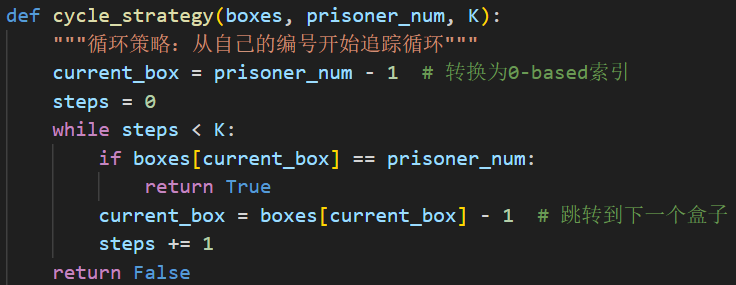 def cycle_strategy(boxes, prisoner_num, K):
    """循环策略：从自己的编号开始追踪循环"""
    current_box = prisoner_num - 1  # 转换为0-based索引
    steps = 0
    while steps < K:
        if boxes[current_box] == prisoner_num:
            return True
        current_box = boxes[current_box] - 1  # 跳转到下一个盒子
        steps += 1
    return False